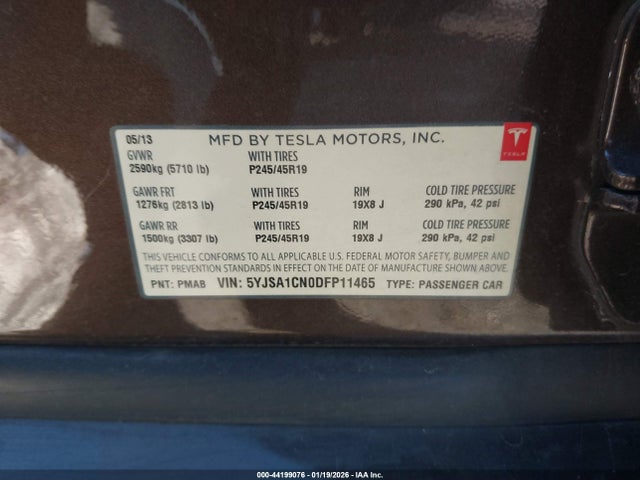 05/13 MFD BY TESLA MOTORS, INC.
GVWR WITH TIRES
2590kg (5710 lb) P245/45R19
TESLA
GAWR FRT WITH TIRES RIM COLD TIRE PRESSURE
1276kg (2813 lb) P245/45R19 19X8 J 290 kPa, 42 psi
GAWR RR WITH TIRES RIM COLD TIRE PRESSURE
1500kg (3307 lb) P245/45R19 19X8 J 290 kPa, 42 psi
THIS VEHICLE CONFORMS TO ALL APPLICABLE U.S. FEDERAL MOTOR SAFETY, BUMPER AND
THEFT PREVENTION STANDARDS IN EFFECT ON THE DATE OF MANUFACTURE SHOWN ABOVE.
PNT: PMAB VIN: 5YJSA1CN0DFP11465 TYPE: PASSENGER CAR
000-44199076 - 01/19/2026 - IAA Inc.